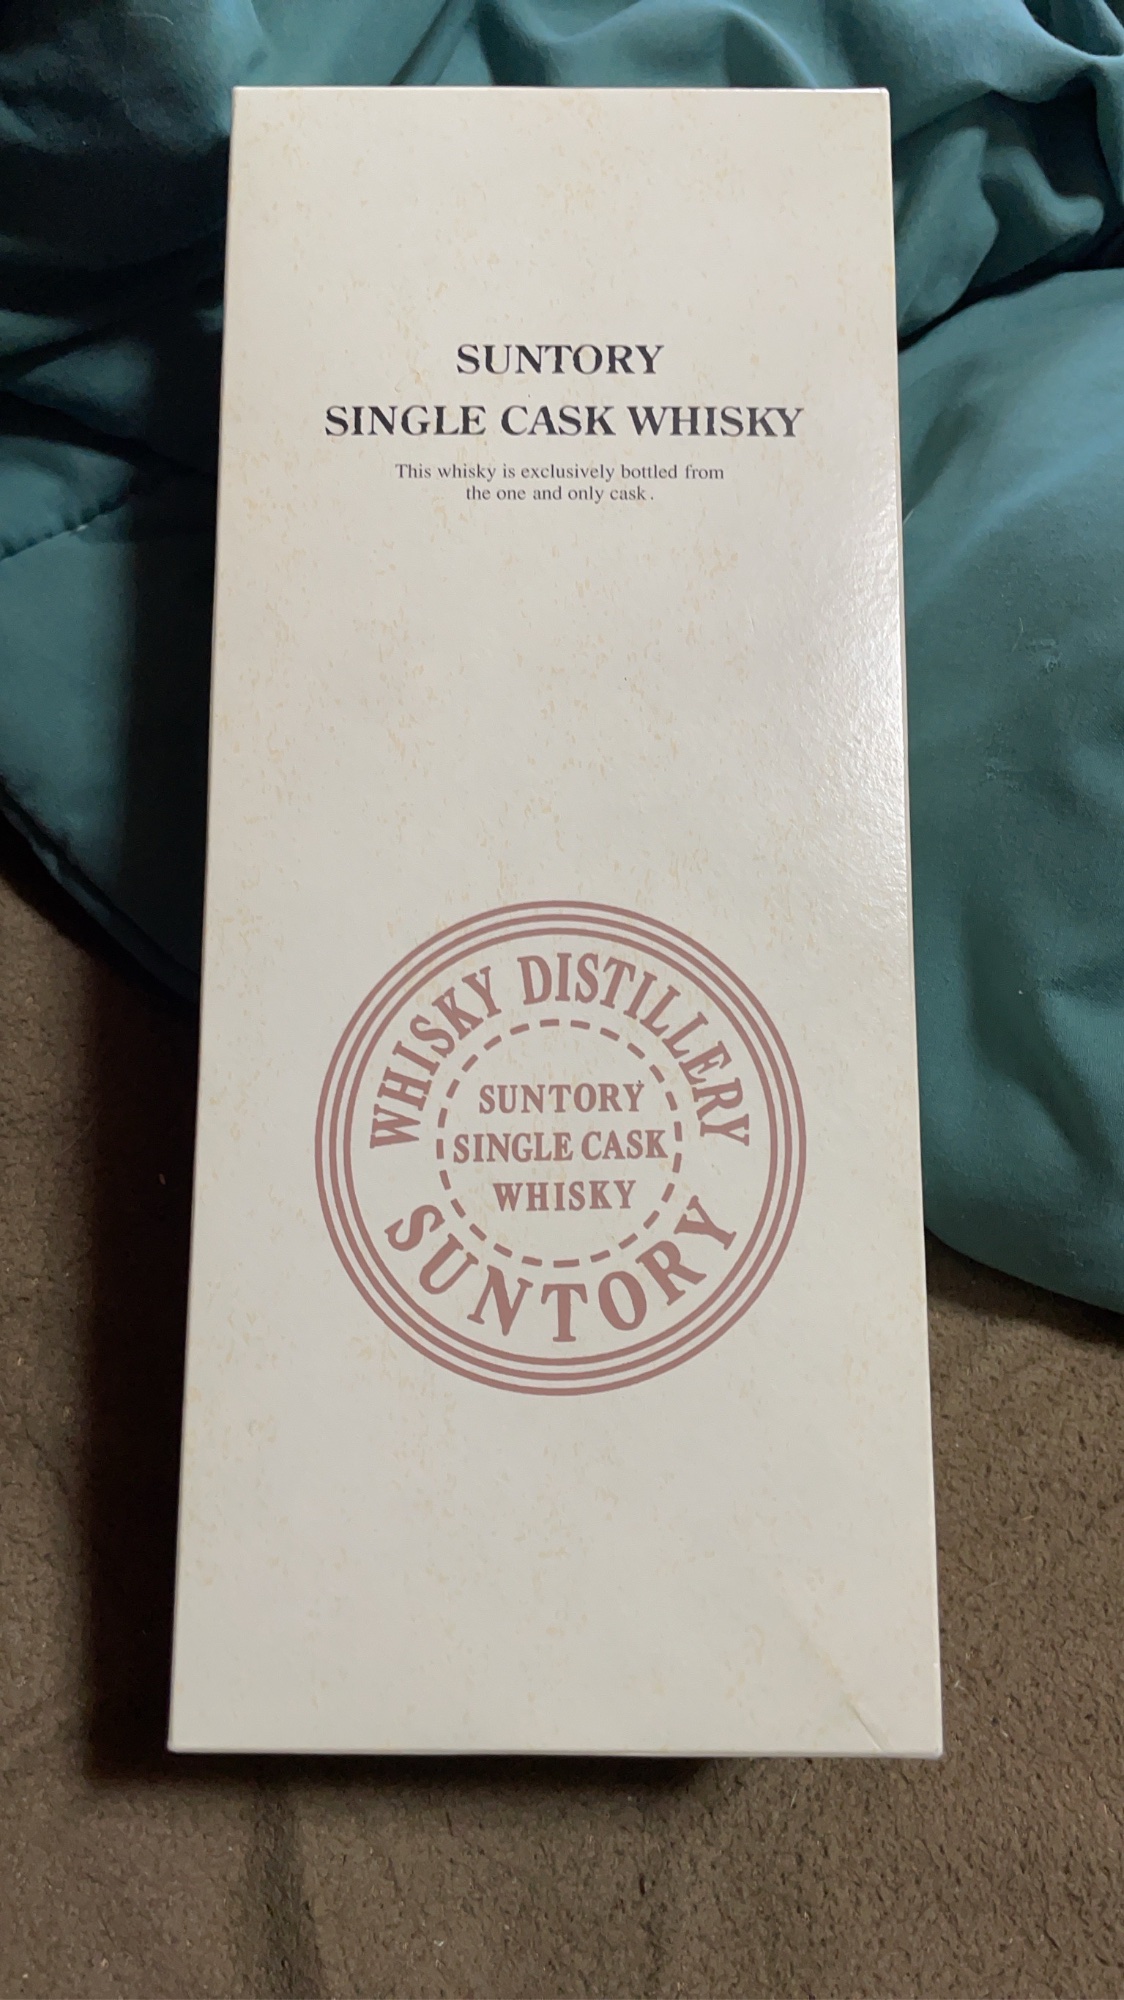 SUNTORY
SINGLE CASK WHISKY
This whisky is exclusively bottled from
the one and only cask.
WHISKY DISTILLERY
SUNTORY
SINGLE CASK
WHISKY
SUNTORY